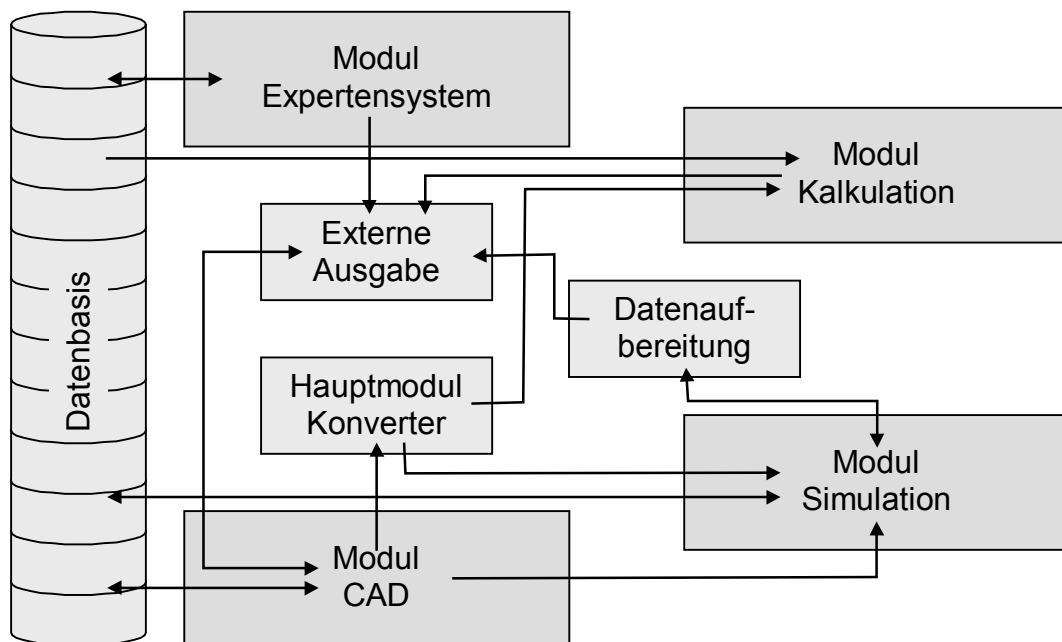 Datenbasis
Modul
Expertensystem
Modul
Kalkulation
Externe
Ausgabe
Datenauf-
bereitung
Hauptmodul
Konverter
Modul
Simulation
Modul
CAD